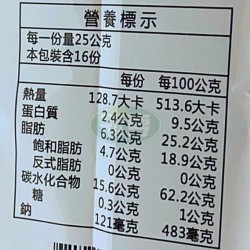 營養標示
每一份量25公克
本包裝含16份
每份 每100公克
熱量 128.7大卡 513.6大卡
蛋白質 2.4公克 9.5公克
脂肪 6.3公克 25.2公克
飽和脂肪 4.7公克 18.9公克
反式脂肪 0公克 0公克
碳水化合物 15.6公克 62.2公克
糖 0.3公克 1公克
鈉 121毫克 483毫克